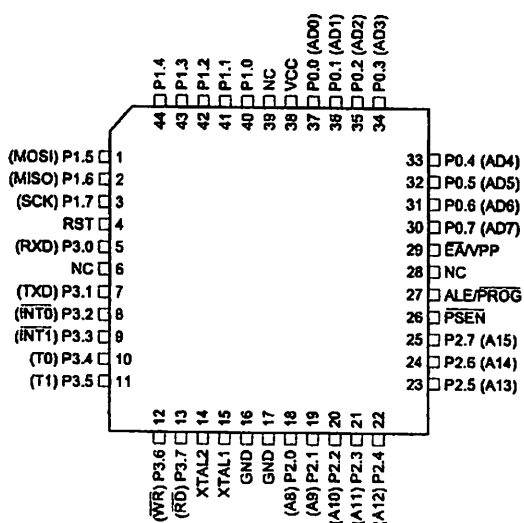 P1.4
P1.3
P1.2
P1.1
P1.0
NC
VCC
P0.0 (AD0)
P0.1 (AD1)
P0.2 (AD2)
P0.3 (AD3)
44 43 42 41 40 39 38 37 36 35 34
(MOSI) P1.5 1
(MISO) P1.6 2
(SCK) P1.7 3
RST 4
(RXD) P3.0 5
NC 6
(TXD) P3.1 7
(I̅N̅T̅0̅) P3.2 8
(I̅N̅T̅1̅) P3.3 9
(T0) P3.4 10
(T1) P3.5 11
33 P0.4 (AD4)
32 P0.5 (AD5)
31 P0.6 (AD6)
30 P0.7 (AD7)
29 E̅A̅/VPP
28 NC
27 ALE/P̅R̅O̅G̅
26 P̅S̅E̅N̅
25 P2.7 (A15)
24 P2.6 (A14)
23 P2.5 (A13)
12 13 14 15 16 17 18 19 20 21 22
(W̅R̅) P3.6
(R̅D̅) P3.7
XTAL2
XTAL1
GND
GND
(A8) P2.0
(A9) P2.1
(A10) P2.2
(A11) P2.3
(A12) P2.4